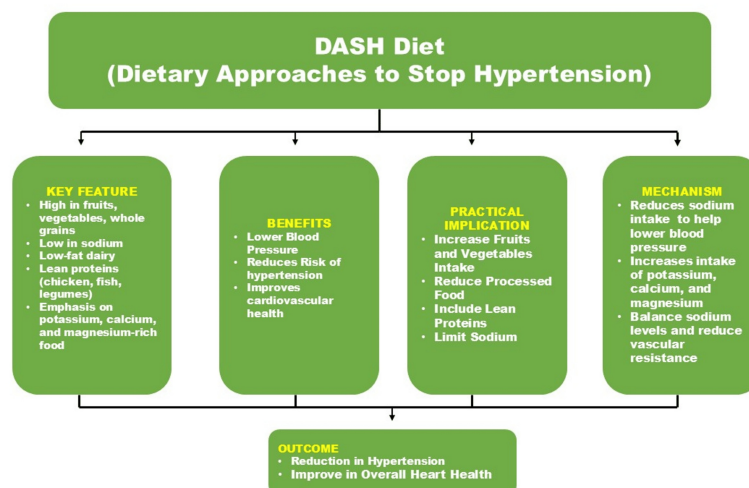 DASH Diet
(Dietary Approaches to Stop Hypertension)
KEY FEATURE
• High in fruits,
vegetables, whole
grains
• Low in sodium
• Low-fat dairy
• Lean proteins
(chicken, fish,
legumes)
• Emphasis on
potassium, calcium,
and magnesium-rich
food
BENEFITS
• Lower Blood
Pressure
• Reduces Risk of
hypertension
• Improves
cardiovascular
health
PRACTICAL
IMPLICATION
• Increase Fruits
and Vegetables
Intake
• Reduce Processed
Food
• Include Lean
Proteins
• Limit Sodium
MECHANISM
• Reduces sodium
intake to help
lower blood
pressure
• Increases intake
of potassium,
calcium, and
magnesium
• Balance sodium
levels and reduce
vascular
resistance
OUTCOME
• Reduction in Hypertension
• Improve in Overall Heart Health